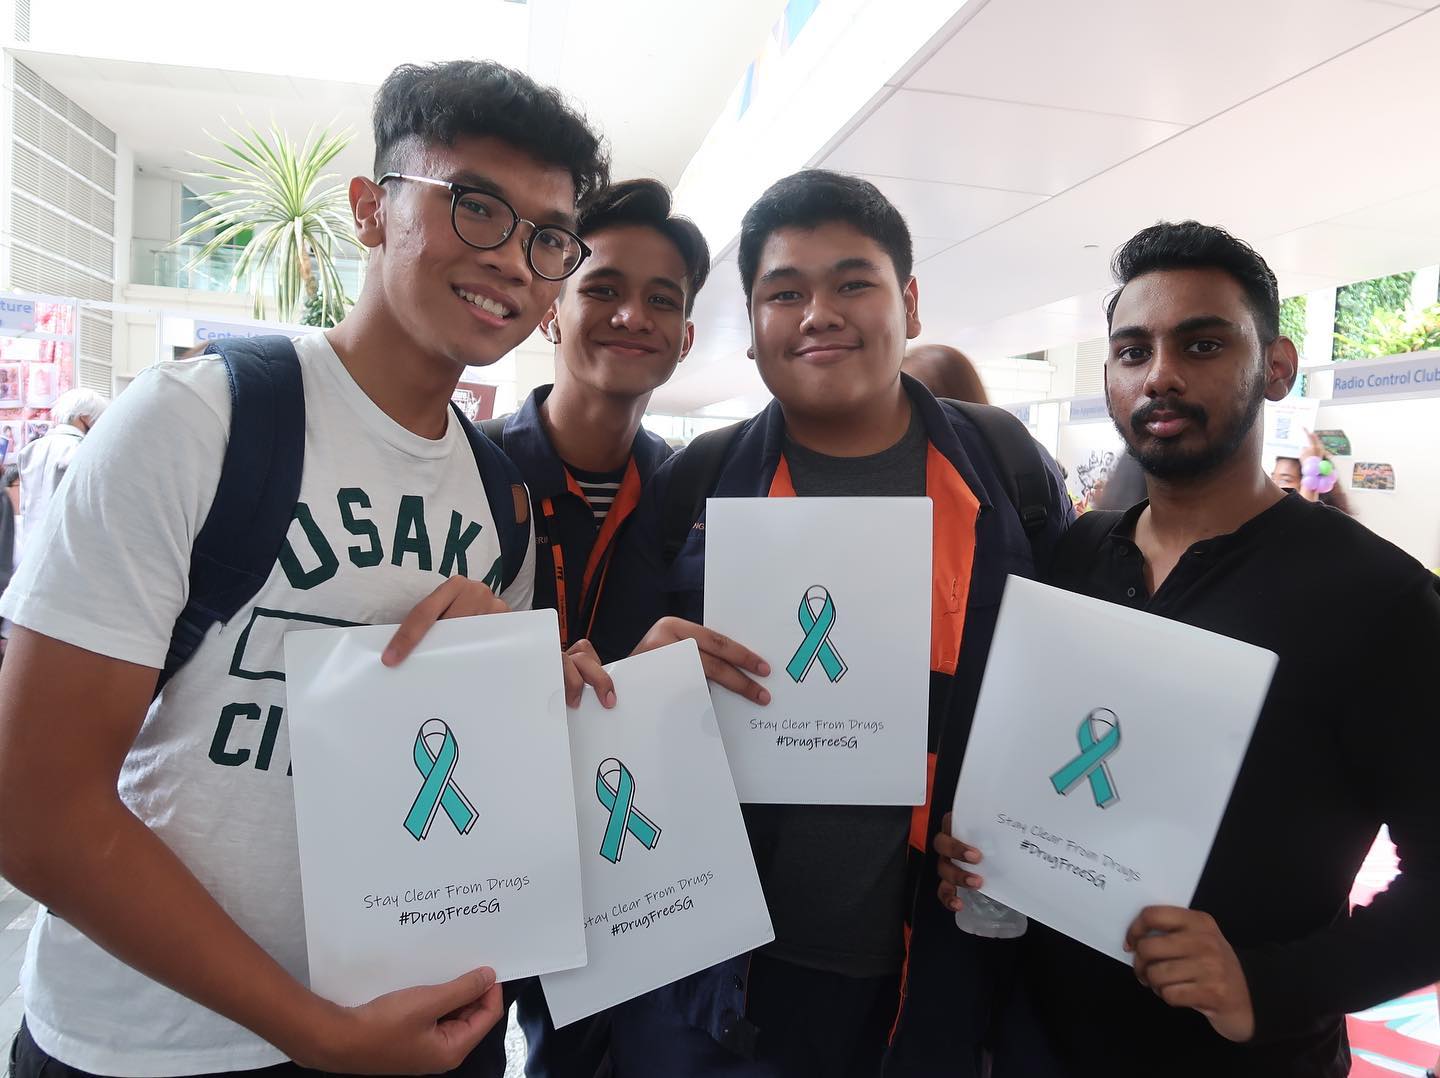 Radio Control Club
OSAKA
CI
Stay Clear From Drugs
#DrugFreeSG
Stay Clear From Drugs
#DrugFreeSG
Stay Clear From Drugs
#DrugFreeSG
Stay Clear From Drugs
#DrugFreeSG